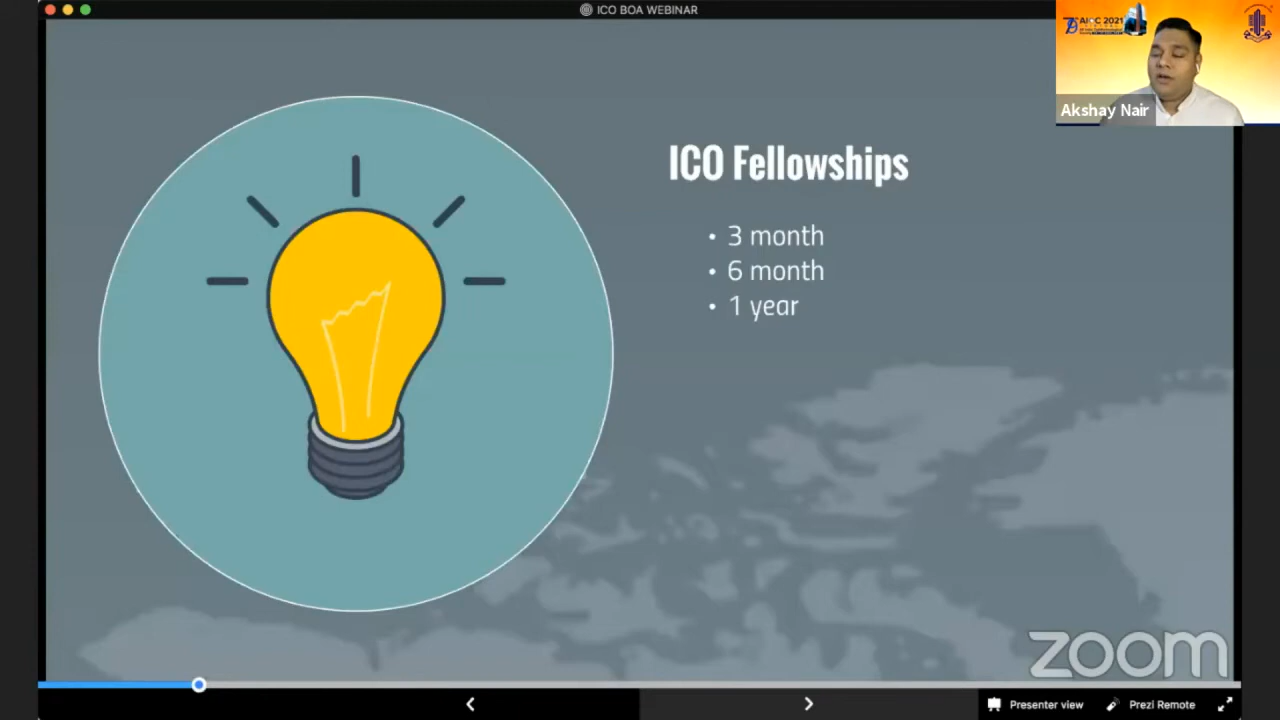 ICO BOA WEBINAR
AIOC 2021
Akshay Nair
ICO Fellowships
• 3 month
• 6 month
• 1 year
zoom
Presenter view
Prezi Remote